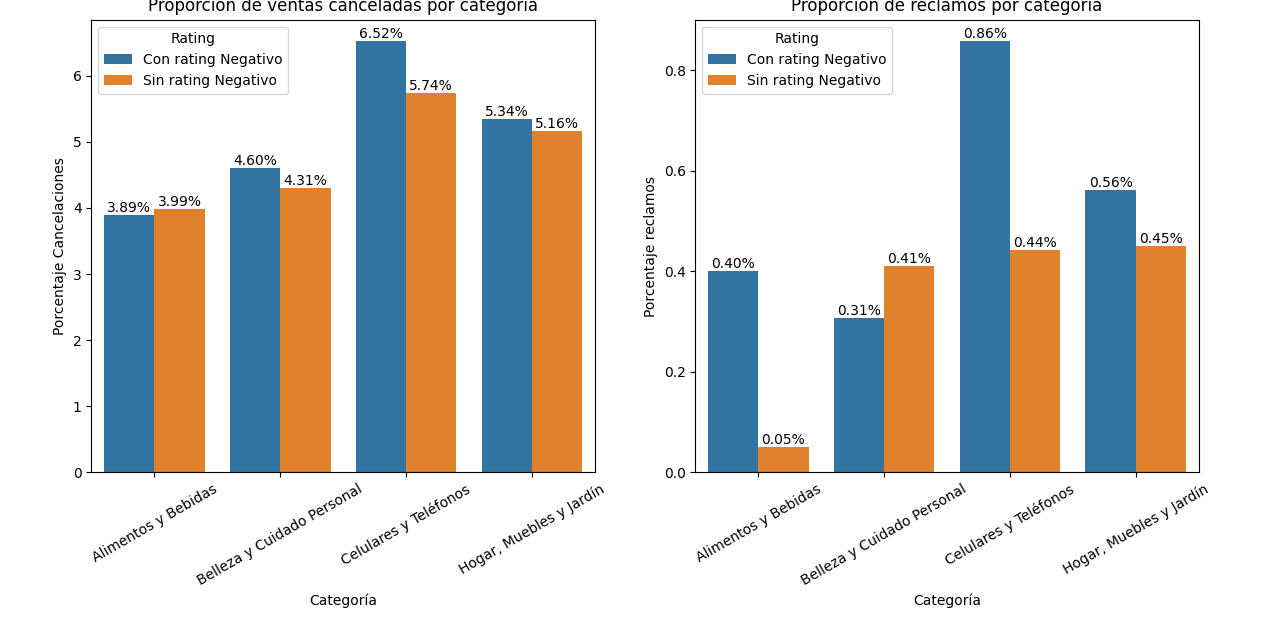 Proporción de ventas canceladas por categoría
Rating
Con rating Negativo
Sin rating Negativo
Porcentaje Cancelaciones
6
5
4
3
2
1
0
3.89%
3.99%
4.60%
4.31%
6.52%
5.74%
5.34%
5.16%
Alimentos y Bebidas
Belleza y Cuidado Personal
Celulares y Teléfonos
Hogar, Muebles y Jardín
Categoría
Proporción de reclamos por categoría
Rating
Con rating Negativo
Sin rating Negativo
Porcentaje reclamos
0.8
0.6
0.4
0.2
0.0
0.40%
0.05%
0.31%
0.41%
0.86%
0.44%
0.56%
0.45%
Alimentos y Bebidas
Belleza y Cuidado Personal
Celulares y Teléfonos
Hogar, Muebles y Jardín
Categoría